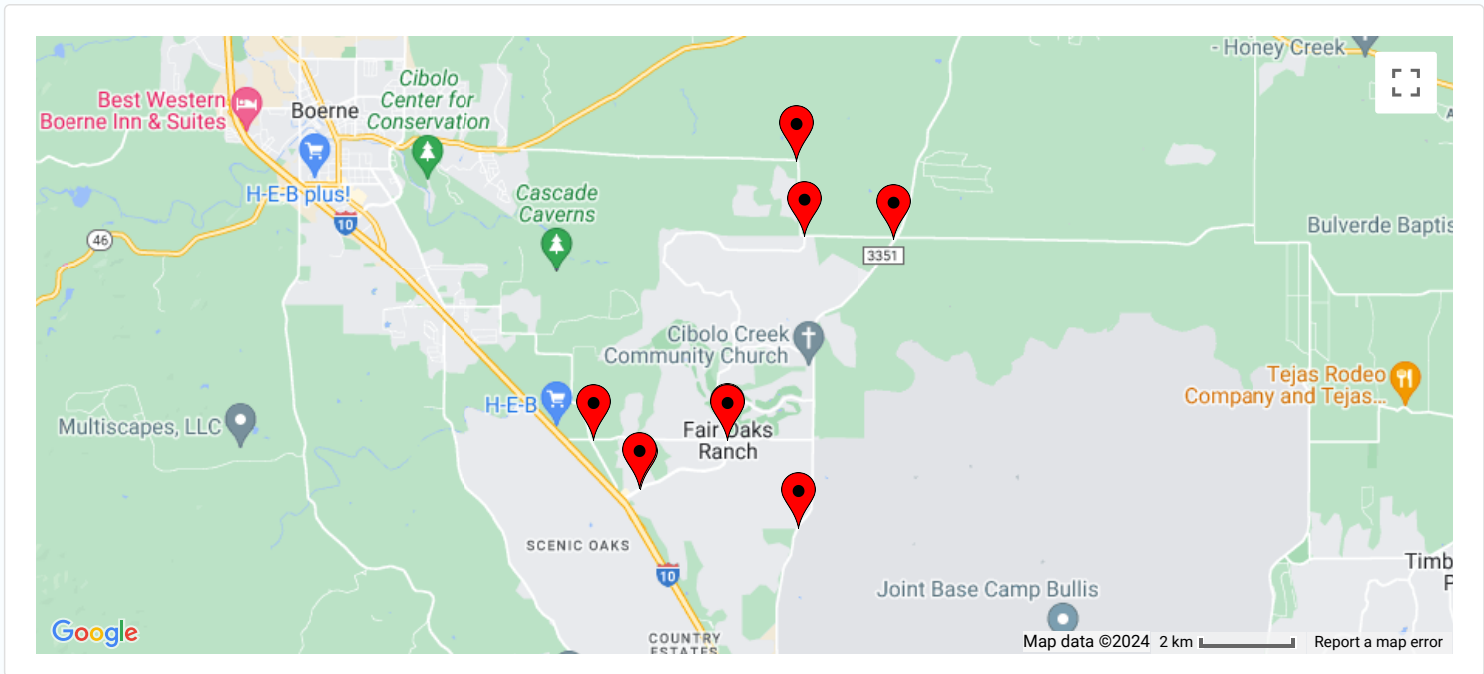 - Honey Creek
Best Western
Boerne Inn & Suites
Boerne
Cibolo
Center for
Conservation
H-E-B plus!
10
46
Cascade
Caverns
3351
Bulverde Baptis
Cibolo Creek
Community Church
Tejas Rodeo
Company and Tejas...
H-E-B
Multiscapes, LLC
Fair Oaks
Ranch
SCENIC OAKS
10
Joint Base Camp Bullis
Timb
P
Google
COUNTRY
ESTATES
Map data ©2024
2 km
Report a map error